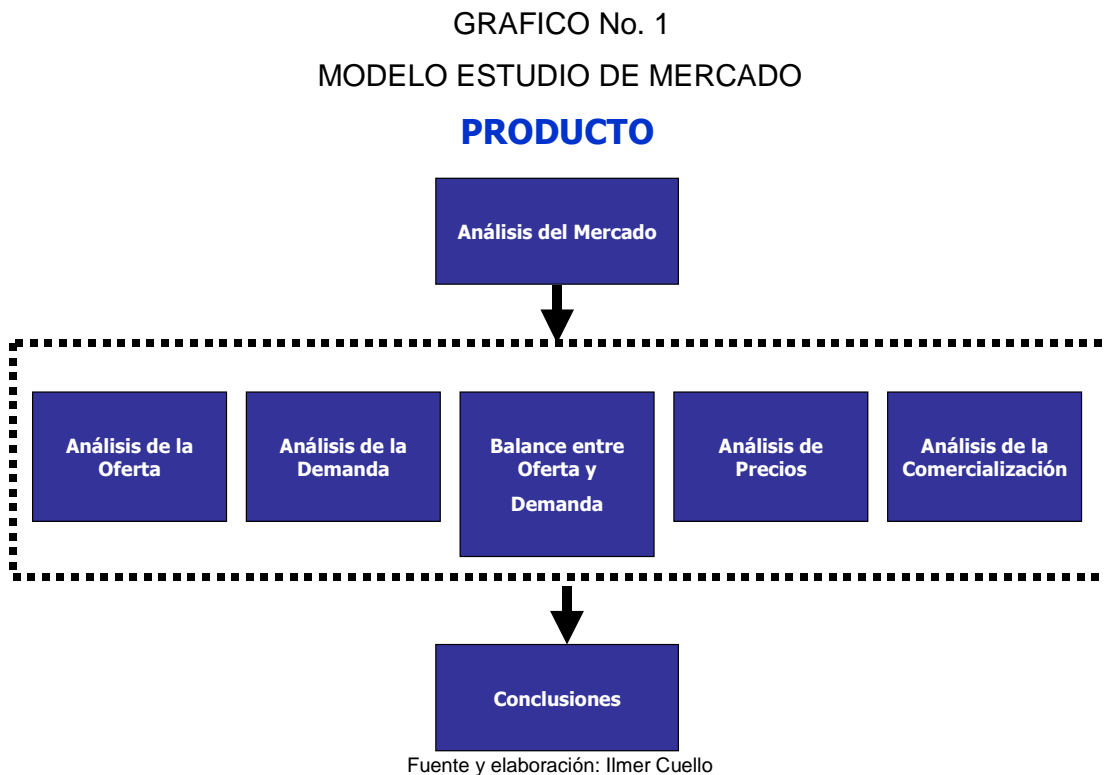 GRAFICO No. 1
MODELO ESTUDIO DE MERCADO
PRODUCTO
Análisis del Mercado
Análisis de la
Oferta
Análisis de la
Demanda
Balance entre
Oferta y
Demanda
Análisis de
Precios
Análisis de la
Comercialización
Conclusiones
Fuente y elaboración: Ilmer Cuello